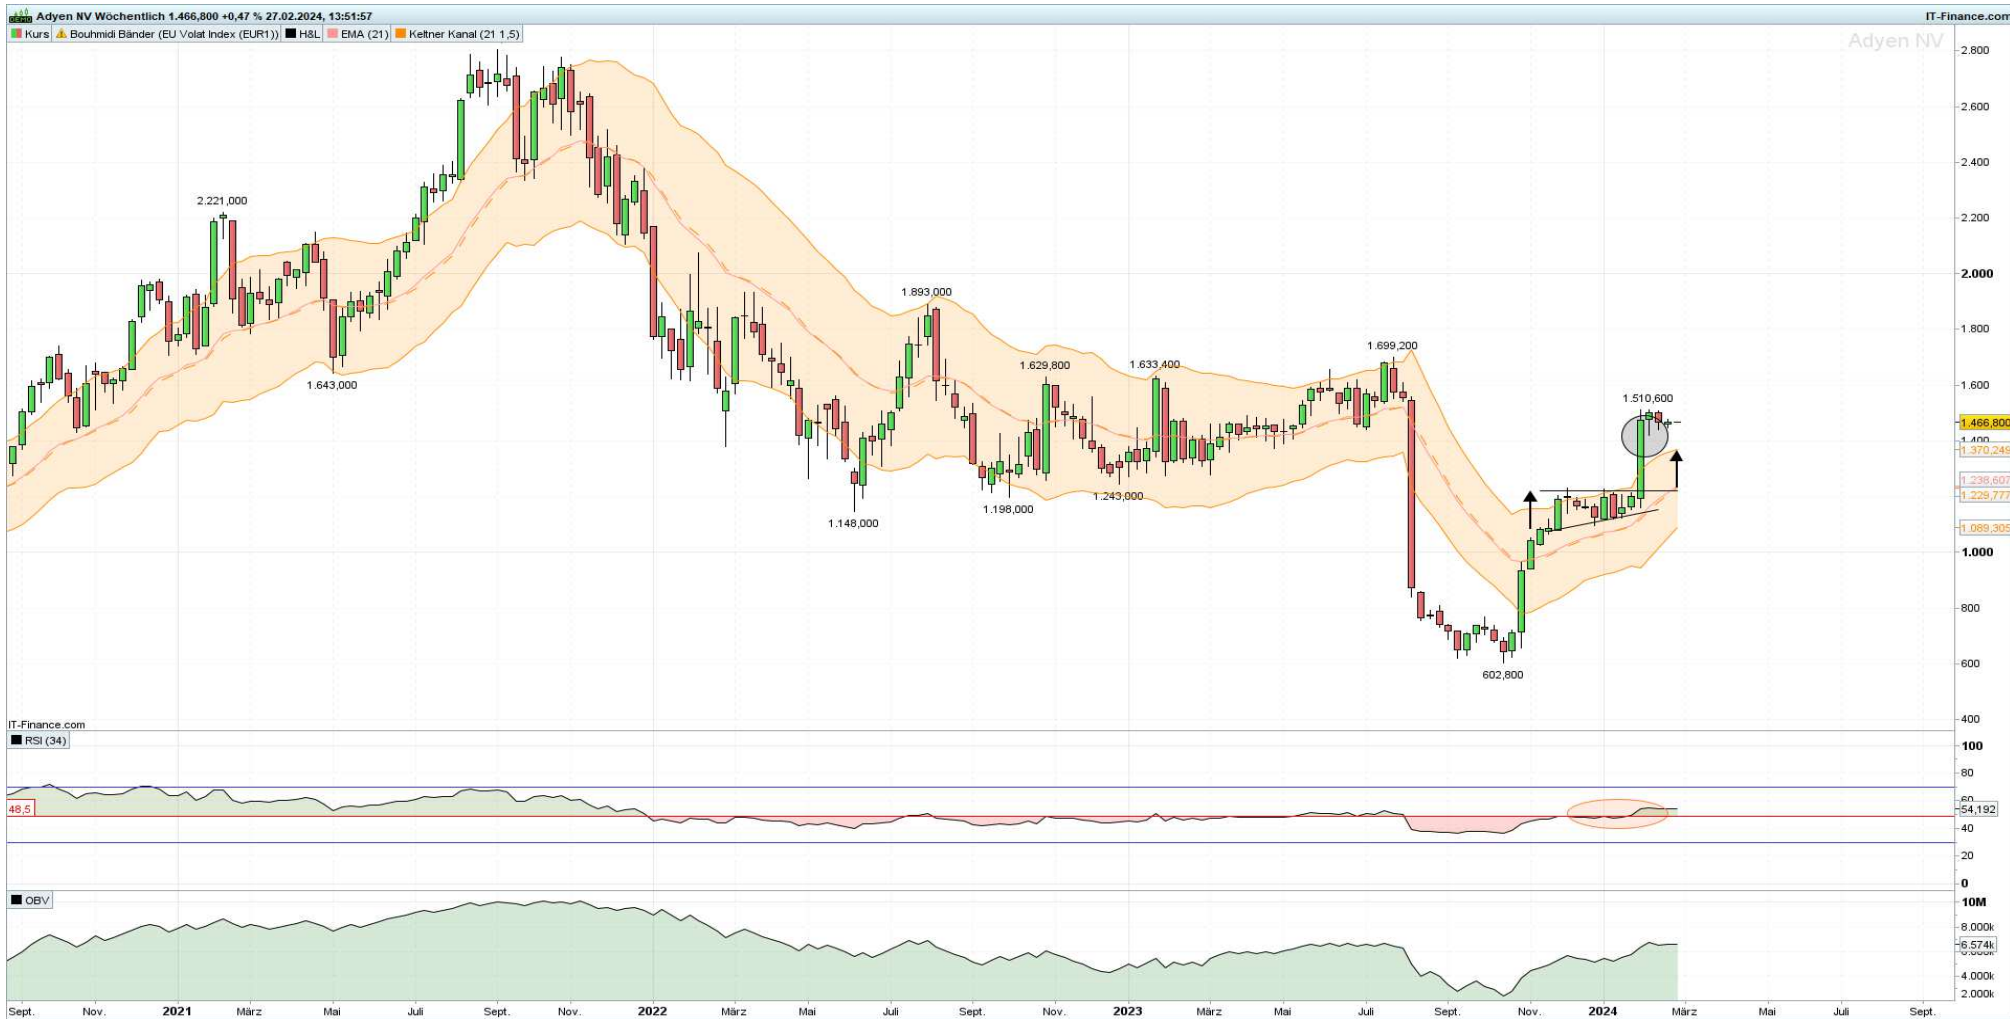 Adyen NV Wöchentlich 1.466,800 +0,47 % 27.02.2024, 13:51:57
IT-Finance.com
Kurs Bouhmidi Bänder (EU Volat Index (EUR1)) H&L EMA (21) Keltner Kanal (21 1,5)
Adyen NV
2.800
2.600
2.400
2.200
2.000
1.800
1.600
1.466,800
1.400
1.370,249
1.238,607
1.229,777
1.089,305
1.000
800
600
400
2.221,000
1.643,000
1.893,000
1.148,000
1.198,000
1.629,800
1.243,000
1.633,400
1.699,200
602,800
1.510,600
IT-Finance.com
RSI (34)
48,5
100
80
60
54,192
40
20
0
OBV
10M
8.000k
6.574k
4.000k
2.000k
Sept. Nov. 2021 März Mai Juli Sept. Nov. 2022 März Mai Juli Sept. Nov. 2023 März Mai Juli Sept. Nov. 2024 März Mai Juli Sept.